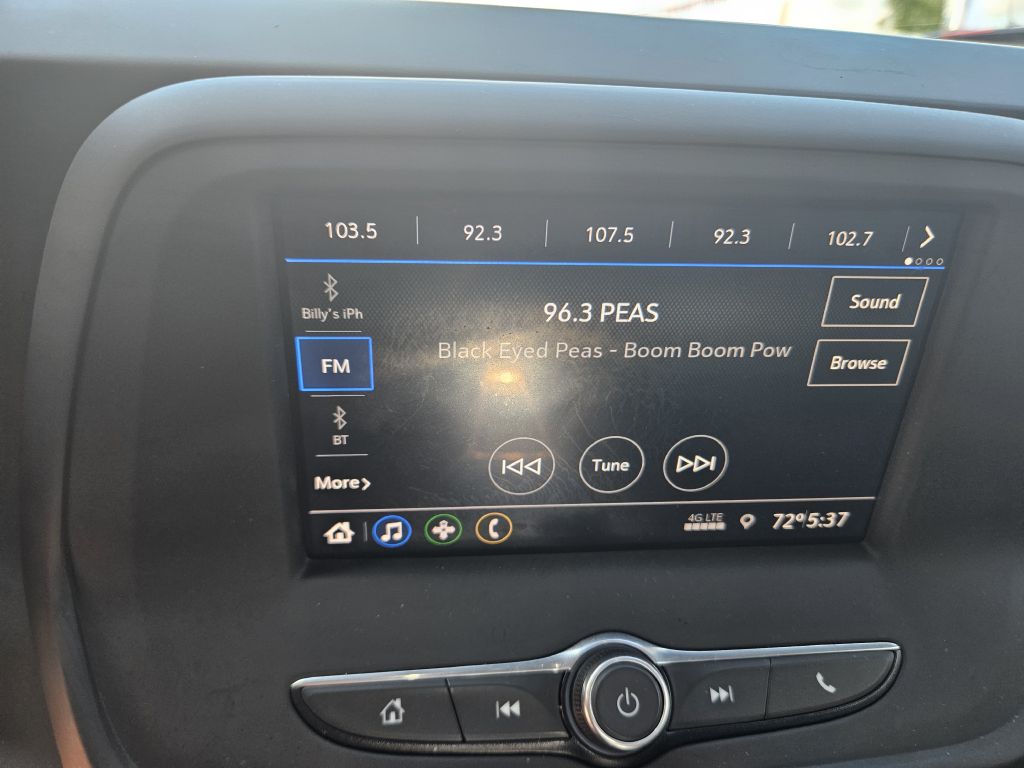 103.5 92.3 107.5 92.3 102.7
Billy's iPh
96.3 PEAS
Sound
FM
Black Eyed Peas - Boom Boom Pow
Browse
BT
Tune
More
4G LTE 72° 5:37